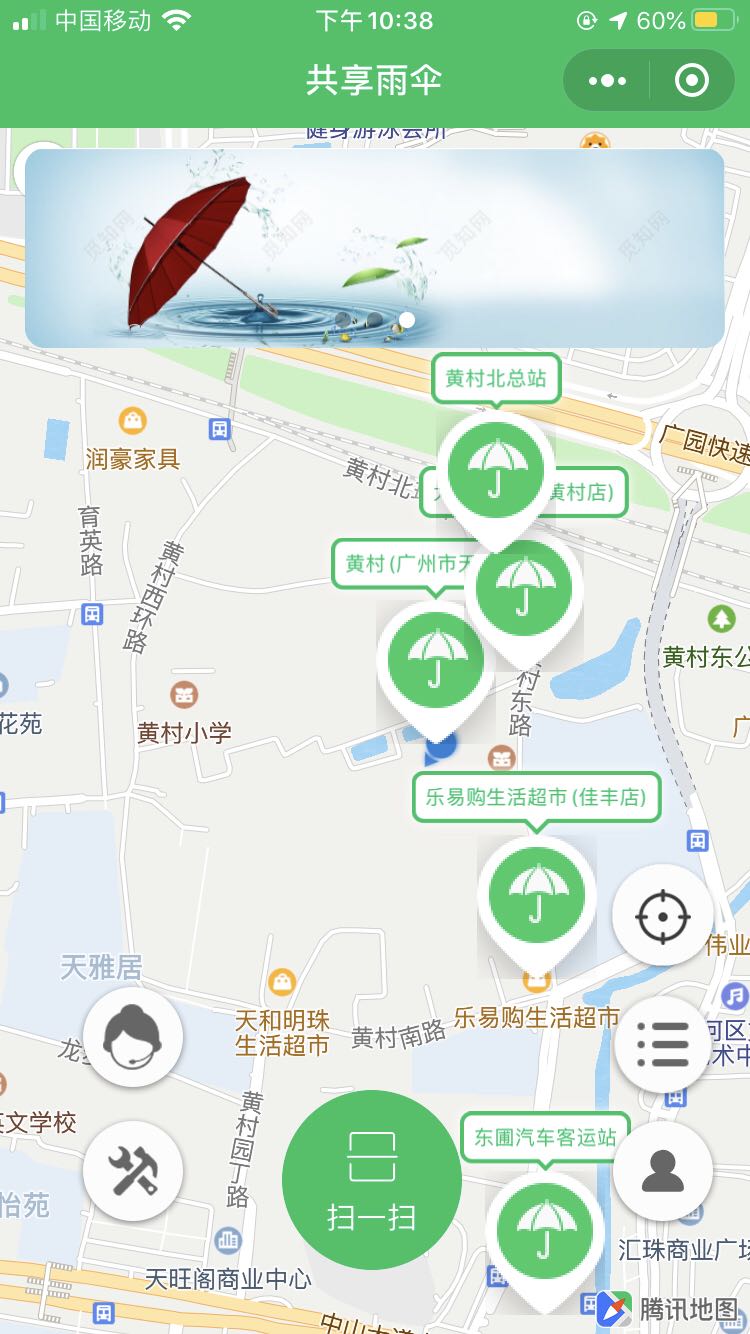 中国移动
下午10:38
60%
共享雨伞
健身游泳会所
觅知网
觅知网
觅知网
觅知网
黄村北总站
广园快速
润豪家具
黄村北
黄村店)
育英路
黄村西环路
黄村(广州市天
黄村东公
村东路
花苑
黄村小学
广
乐易购生活超市(佳丰店)
伟业
天雅居
天和明珠
生活超市
乐易购生活超市
黄村南路
河区
术中
龙
英文学校
黄村园丁路
东圃汽车客运站
扫一扫
怡苑
汇珠商业广场
天旺阁商业中心
中山大道
腾讯地图